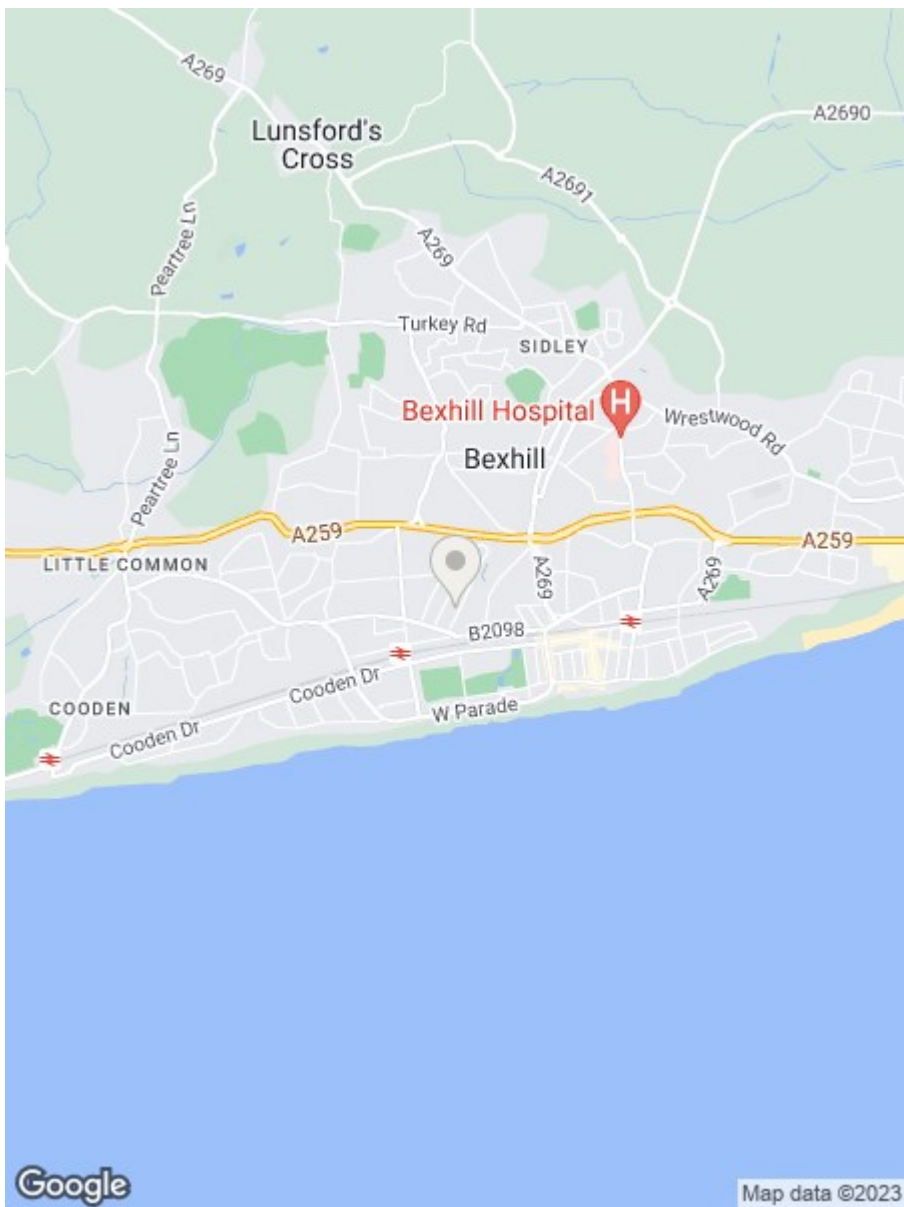 A269
A2690
Lunsford's
Cross
A2691
Peartree Ln
A269
Turkey Rd
SIDLEY
Bexhill Hospital
H
Wrestwood Rd
Bexhill
Peartree Ln
A259
A259
LITTLE COMMON
A269
A269
B2098
Cooden Dr
W Parade
COODEN
Cooden Dr
Google
Map data ©2023